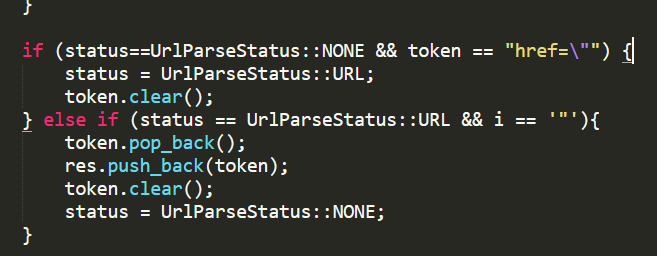 }
if (status==UrlParseStatus::NONE && token == "href=\"") {
status = UrlParseStatus::URL;
token.clear();
} else if (status == UrlParseStatus::URL && i == '"'){
token.pop_back();
res.push_back(token);
token.clear();
status = UrlParseStatus::NONE;
}